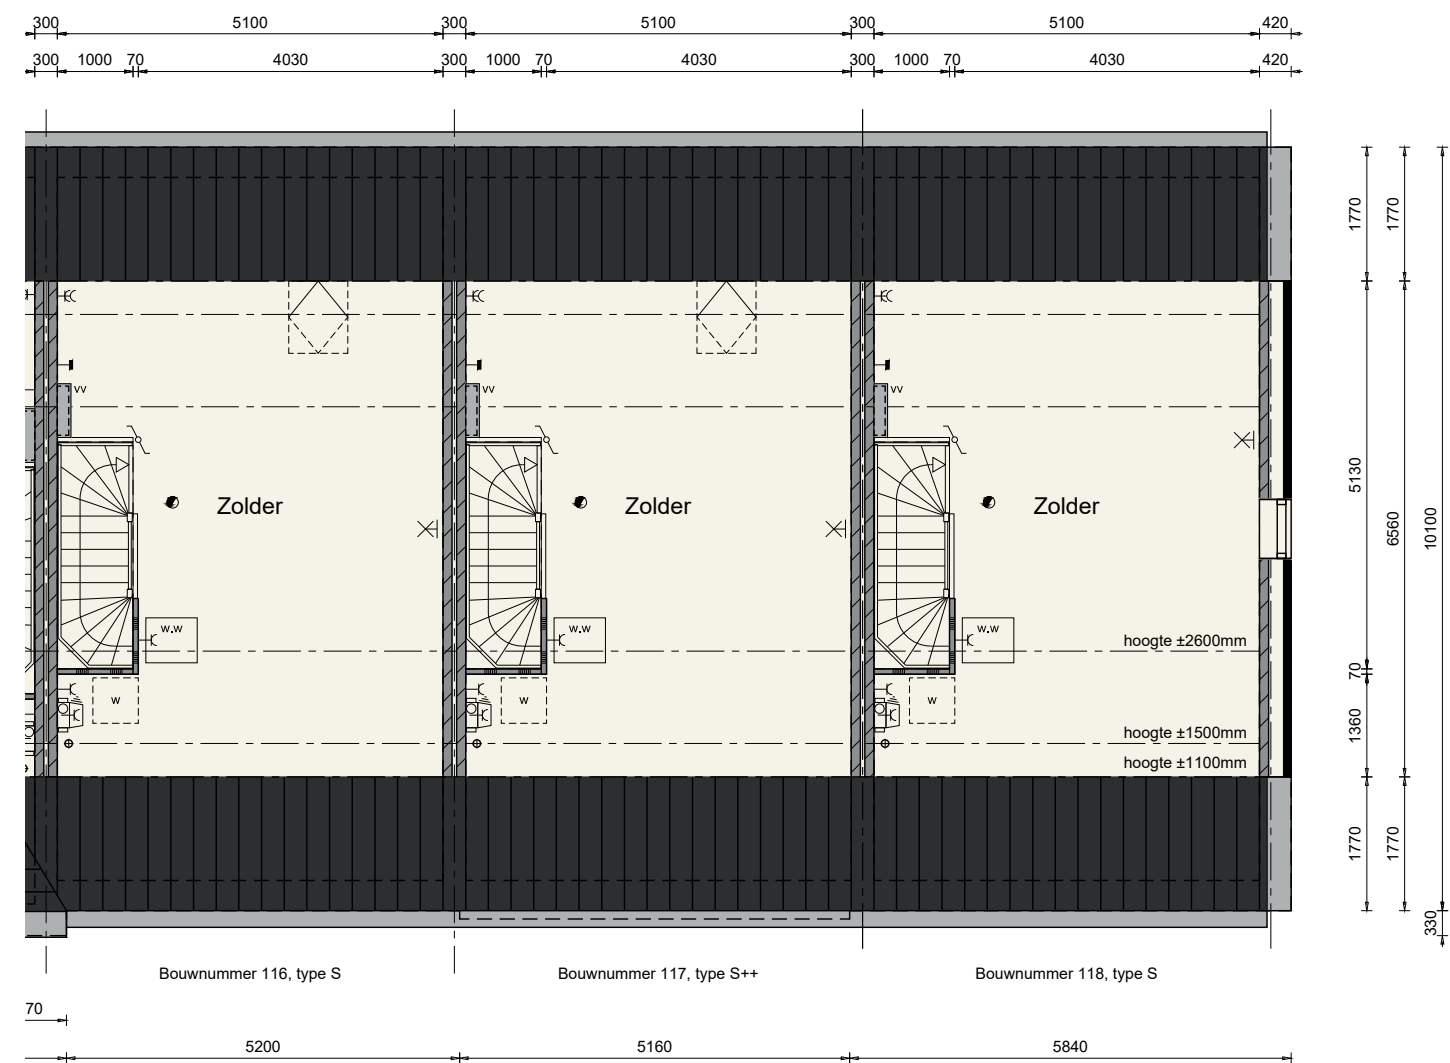 300 5100 300 5100 300 5100 420
300 1000 70 4030 300 1000 70 4030 300 1000 70 4030 420
1770 1770
vv vv vv
5130 6560 10100
Zolder Zolder Zolder
w.w w.w w.w
hoogte ±2600mm
70
w w w
1360
hoogte ±1500mm
hoogte ±1100mm
1770 1770
330
Bouwnummer 116, type S Bouwnummer 117, type S++ Bouwnummer 118, type S
70
5200 5160 5840